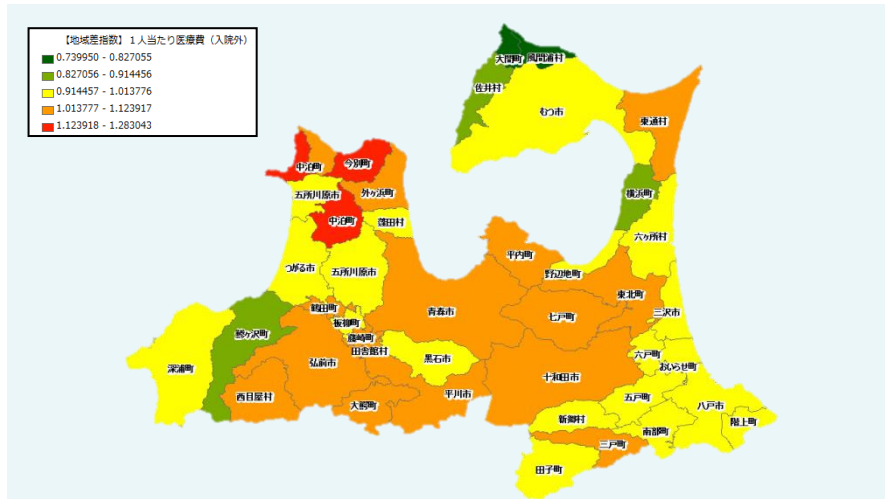 【地域差指数】１人当たり医療費（入院外）
0.739950 - 0.827055
0.827056 - 0.914456
0.914457 - 1.013776
1.013777 - 1.123917
1.123918 - 1.283043
大間町
風間浦村
佐井村
むつ市
東通村
中泊町
今別町
五所川原市
外ヶ浜町
横浜町
中泊町
蓬田村
六ヶ所村
つがる市
五所川原市
平内町
野辺地町
東北町
鶴田町
青森市
七戸町
三沢市
板柳町
鰺ヶ沢町
藤崎町
田舎館村
黒石市
六戸町
おいらせ町
深浦町
弘前市
十和田市
西目屋村
大鰐町
平川市
五戸町
八戸市
新郷村
南部町
階上町
三戸町
田子町